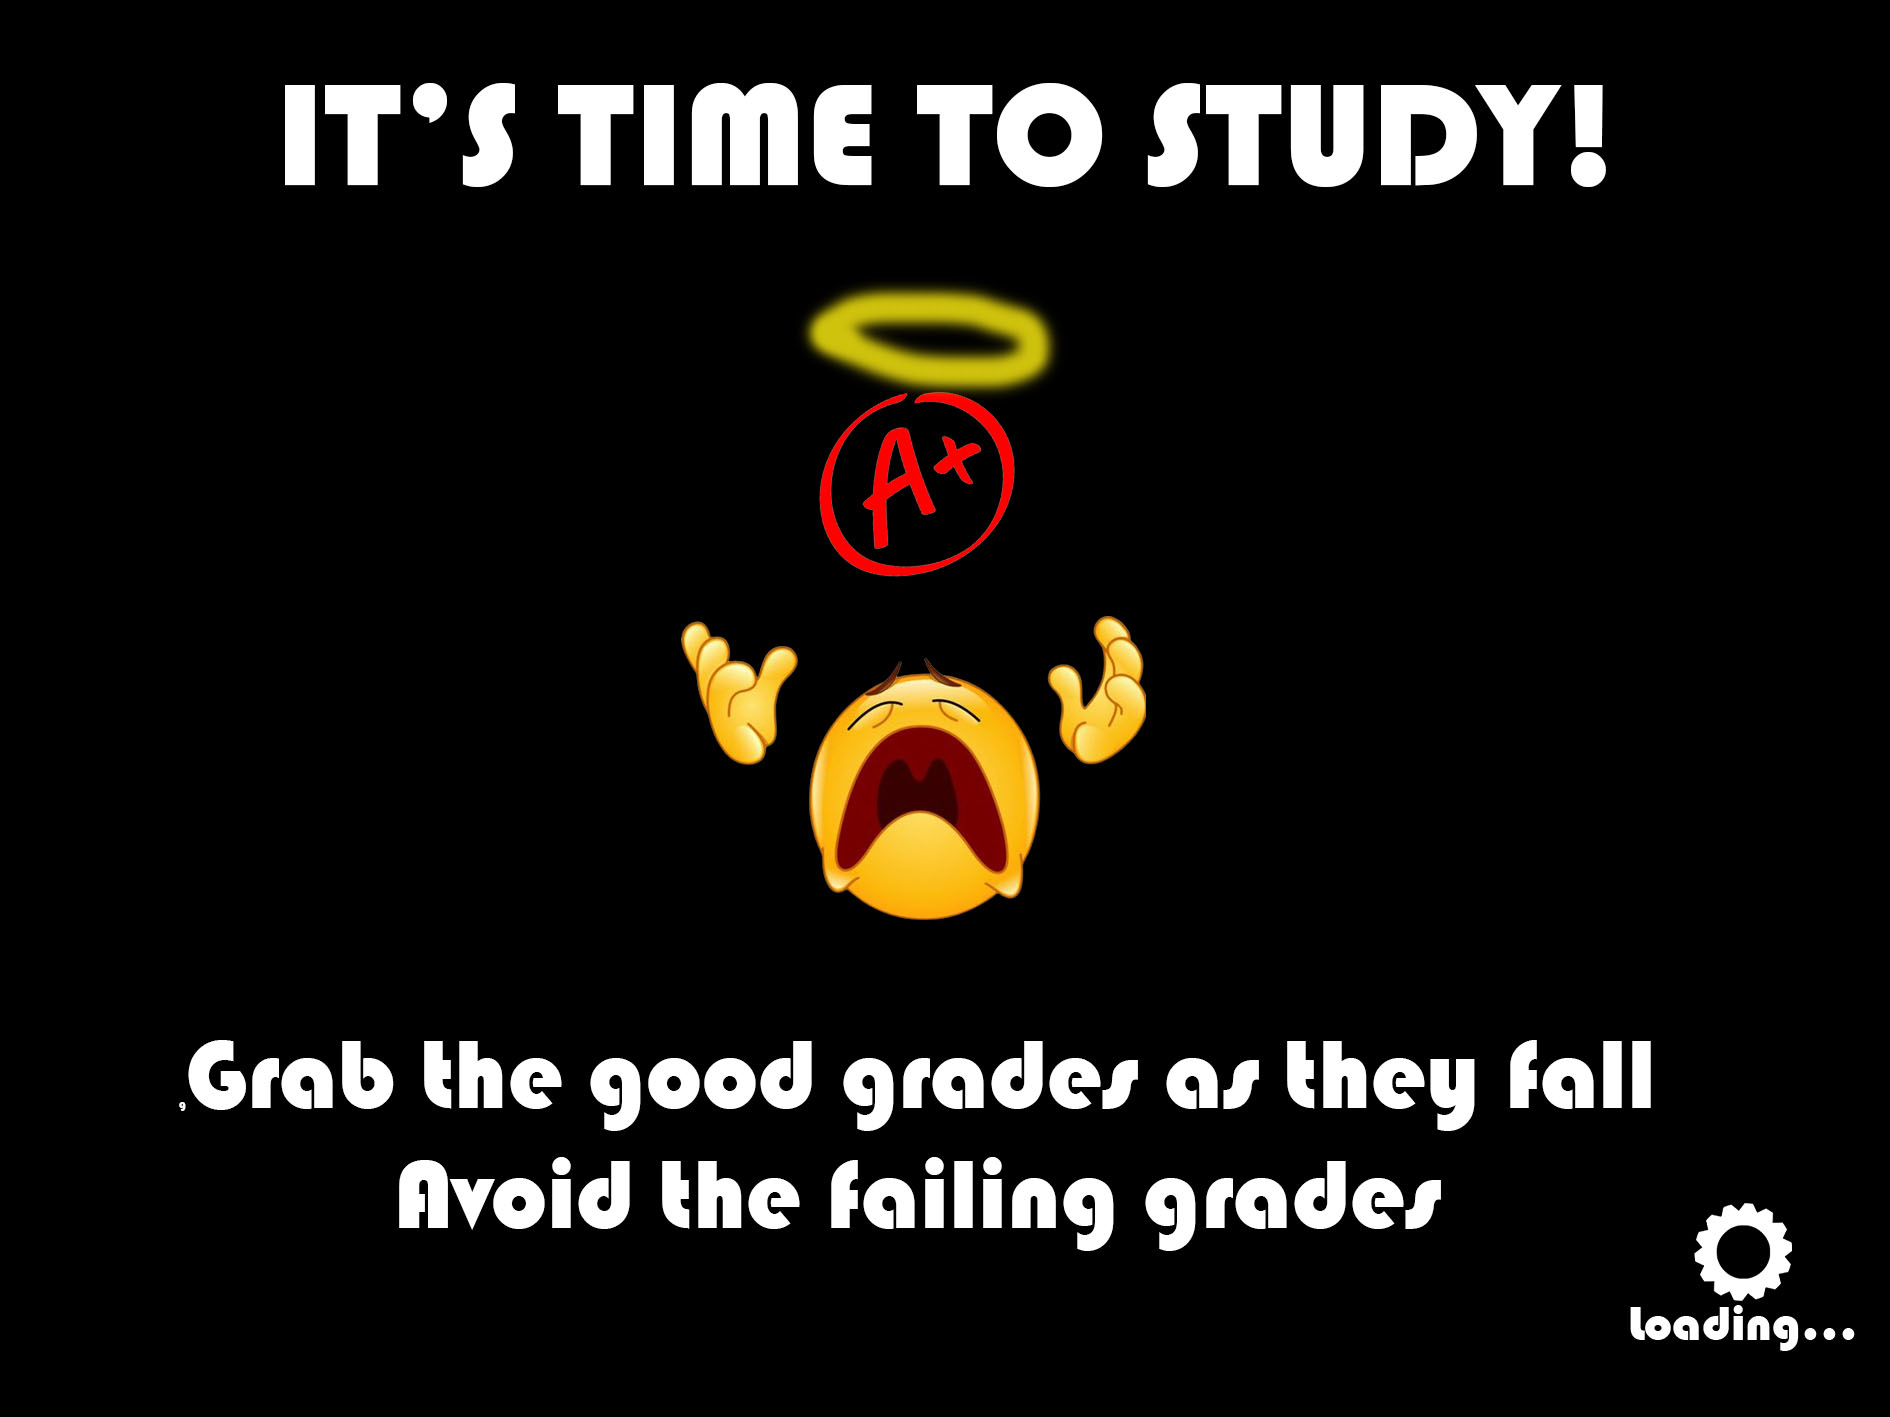 IT'S TIME TO STUDY!
A+
,Grab the good grades as they fall
Avoid the failing grades
Loading...